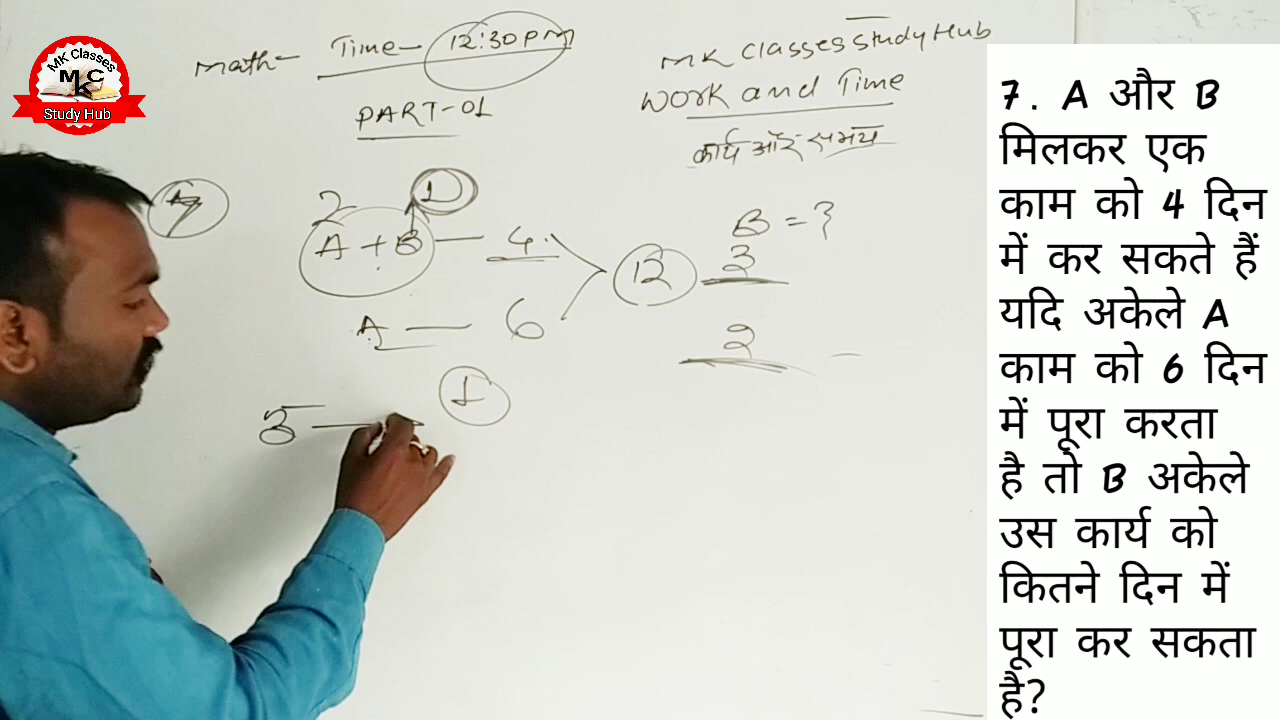 MK Classes
MKC
Study Hub
Math- Time- 12:30pm
PART-01
MK Classes Study Hub
Work and Time
कार्य और समय
7
2 1
A + B — 4
12
B = ?
3
A — 6
2
1
7. A और B
मिलकर एक
काम को 4 दिन
में कर सकते हैं
यदि अकेले A
काम को 6 दिन
में पूरा करता
है तो B अकेले
उस कार्य को
कितने दिन में
पूरा कर सकता
है?